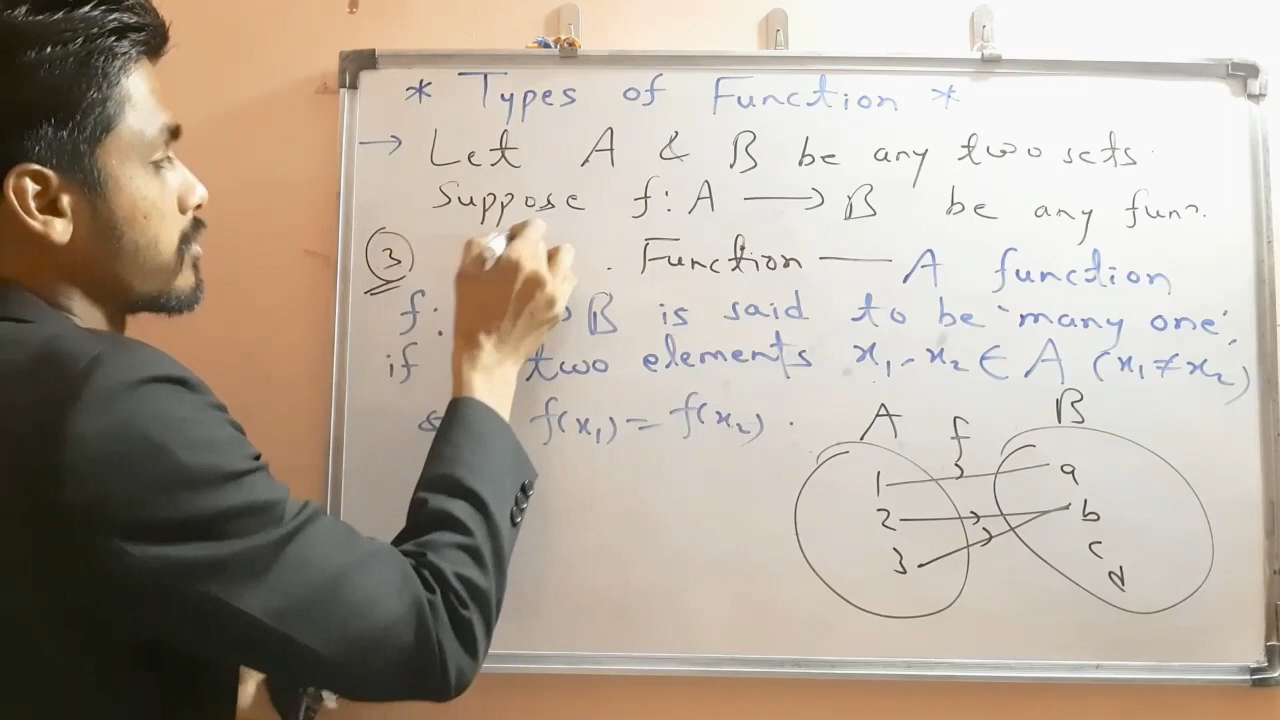 * Types of Function *
→ Let A & B be any two sets.
Suppose f: A → B be any funⁿ.
③ . Function — A function
f: → B is said to be 'many one',
if two elements x₁, x₂ ∈ A (x₁ ≠ x₂)
f(x₁) = f(x₂).
A f B
1 a
2 b
3 c
d